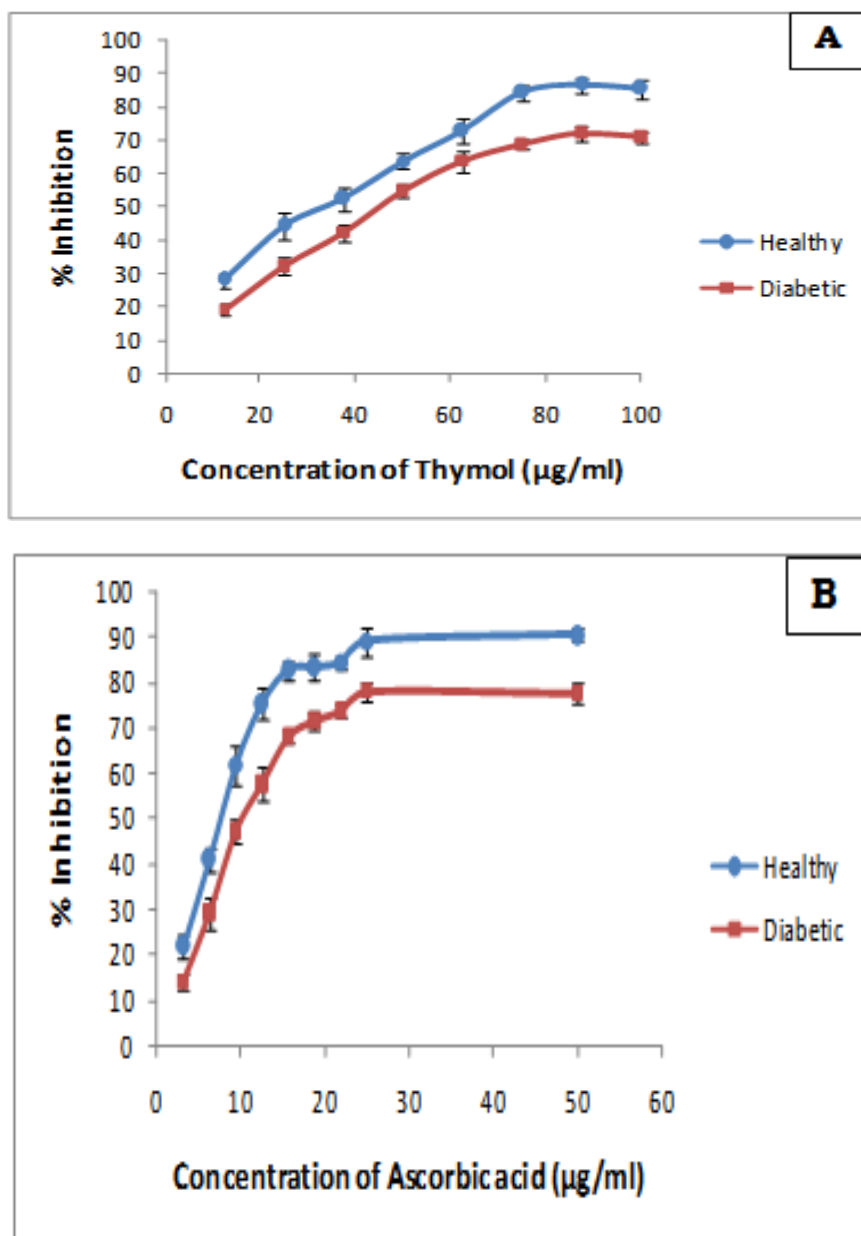 A
100
90
80
70
60
50
40
30
20
10
0
% Inhibition
0 20 40 60 80 100
Concentration of Thymol (µg/ml)
Healthy
Diabetic
B
100
90
80
70
60
50
40
30
20
10
0
% Inhibition
0 10 20 30 40 50 60
Concentration of Ascorbic acid (µg/ml)
Healthy
Diabetic